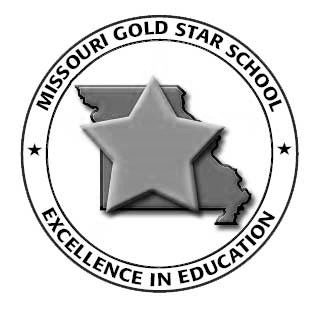 MISSOURI GOLD STAR SCHOOL
EXCELLENCE IN EDUCATION